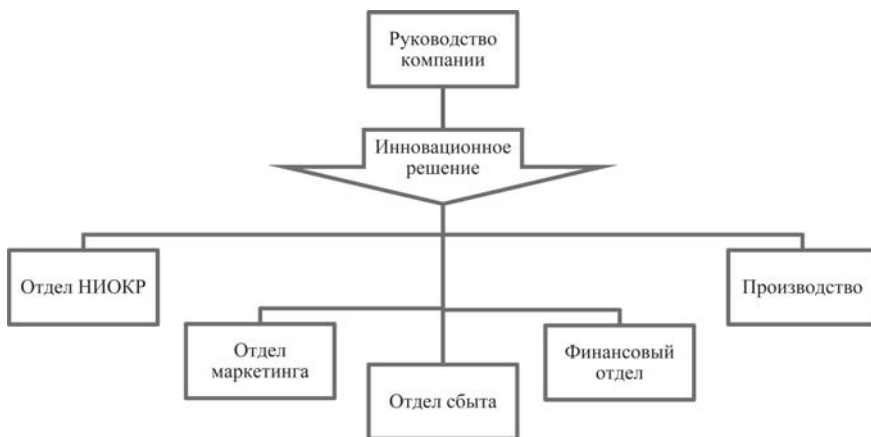 Руководство
компании
Инновационное
решение
Отдел НИОКР
Производство
Отдел
маркетинга
Финансовый
отдел
Отдел сбыта